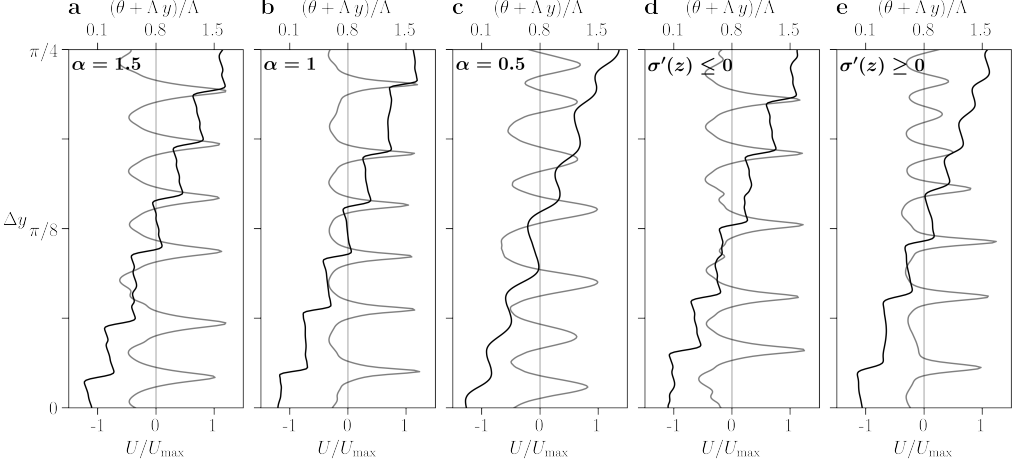 a (θ + Λ y)/Λ b (θ + Λ y)/Λ c (θ + Λ y)/Λ d (θ + Λ y)/Λ e (θ + Λ y)/Λ
0.1 0.8 1.5 0.1 0.8 1.5 0.1 0.8 1.5 0.1 0.8 1.5 0.1 0.8 1.5
π/4
α = 1.5 α = 1 α = 0.5 σ′(z) ≤ 0 σ′(z) ≥ 0
Δy π/8
0
-1 0 1 -1 0 1 -1 0 1 -1 0 1 -1 0 1
U/Umax U/Umax U/Umax U/Umax U/Umax